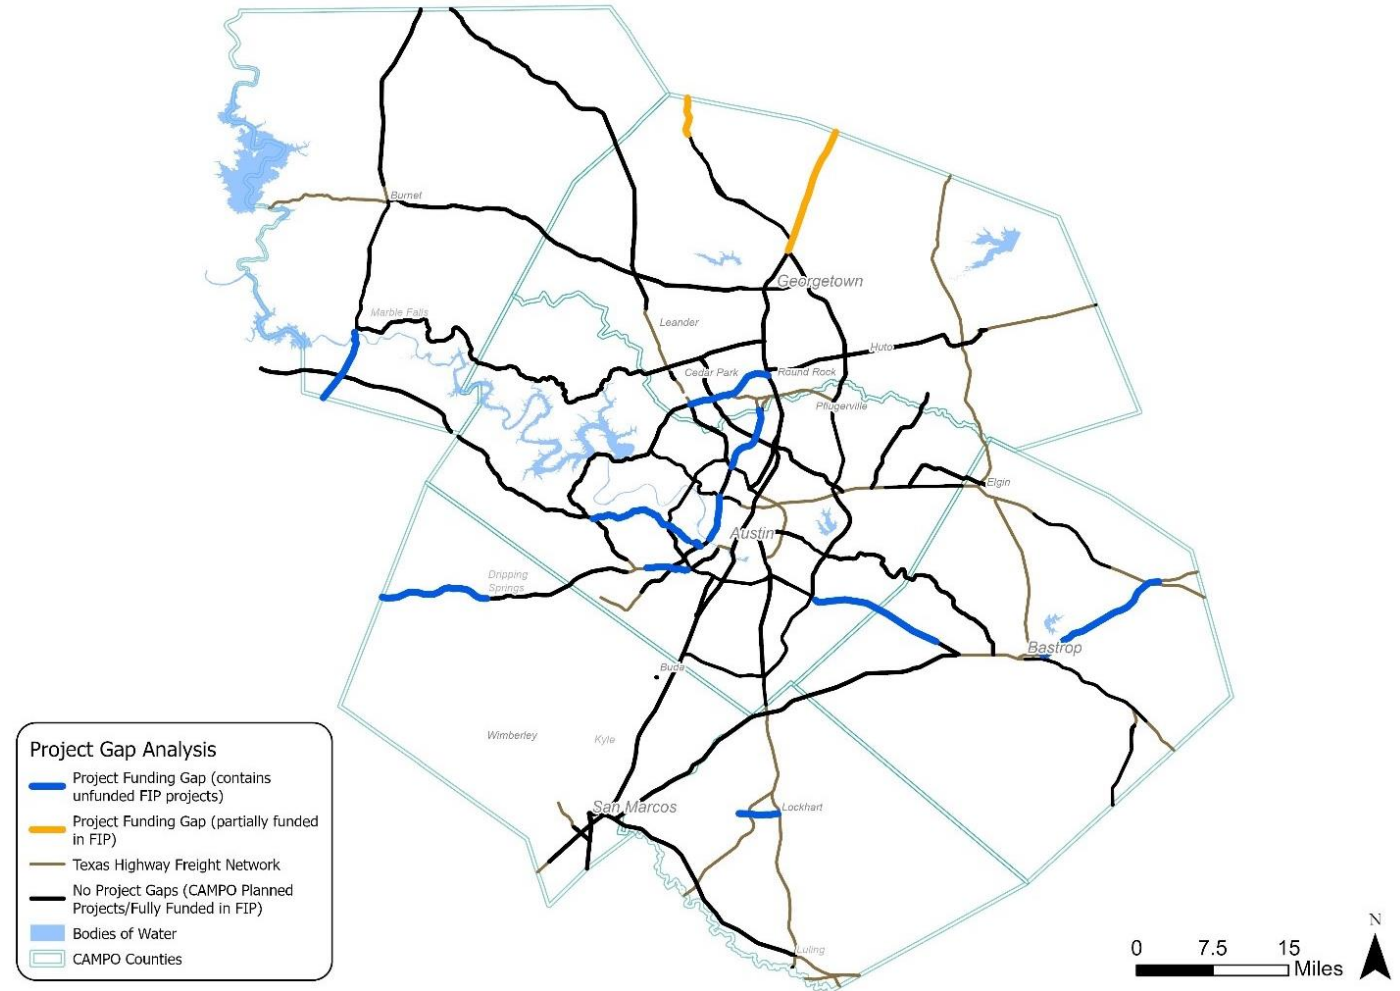 Burnet
Georgetown
Marble Falls
Leander
Huto
Cedar Park
Round Rock
Pflugerville
Elgin
Austin
Dripping
Springs
Bastrop
Buda
Wimberley
Kyle
San Marcos
Lockhart
Luling
Project Gap Analysis
Project Funding Gap (contains
unfunded FIP projects)
Project Funding Gap (partially funded
in FIP)
Texas Highway Freight Network
No Project Gaps (CAMPO Planned
Projects/Fully Funded in FIP)
Bodies of Water
CAMPO Counties
N
0 7.5 15
Miles